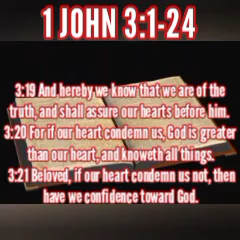 1 JOHN 3:1-24
3:19 And hereby we know that we are of the
truth, and shall assure our hearts before him.
3:20 For if our heart condemn us, God is greater
than our heart, and knoweth all things.
3:21 Beloved, if our heart condemn us not, then
have we confidence toward God.